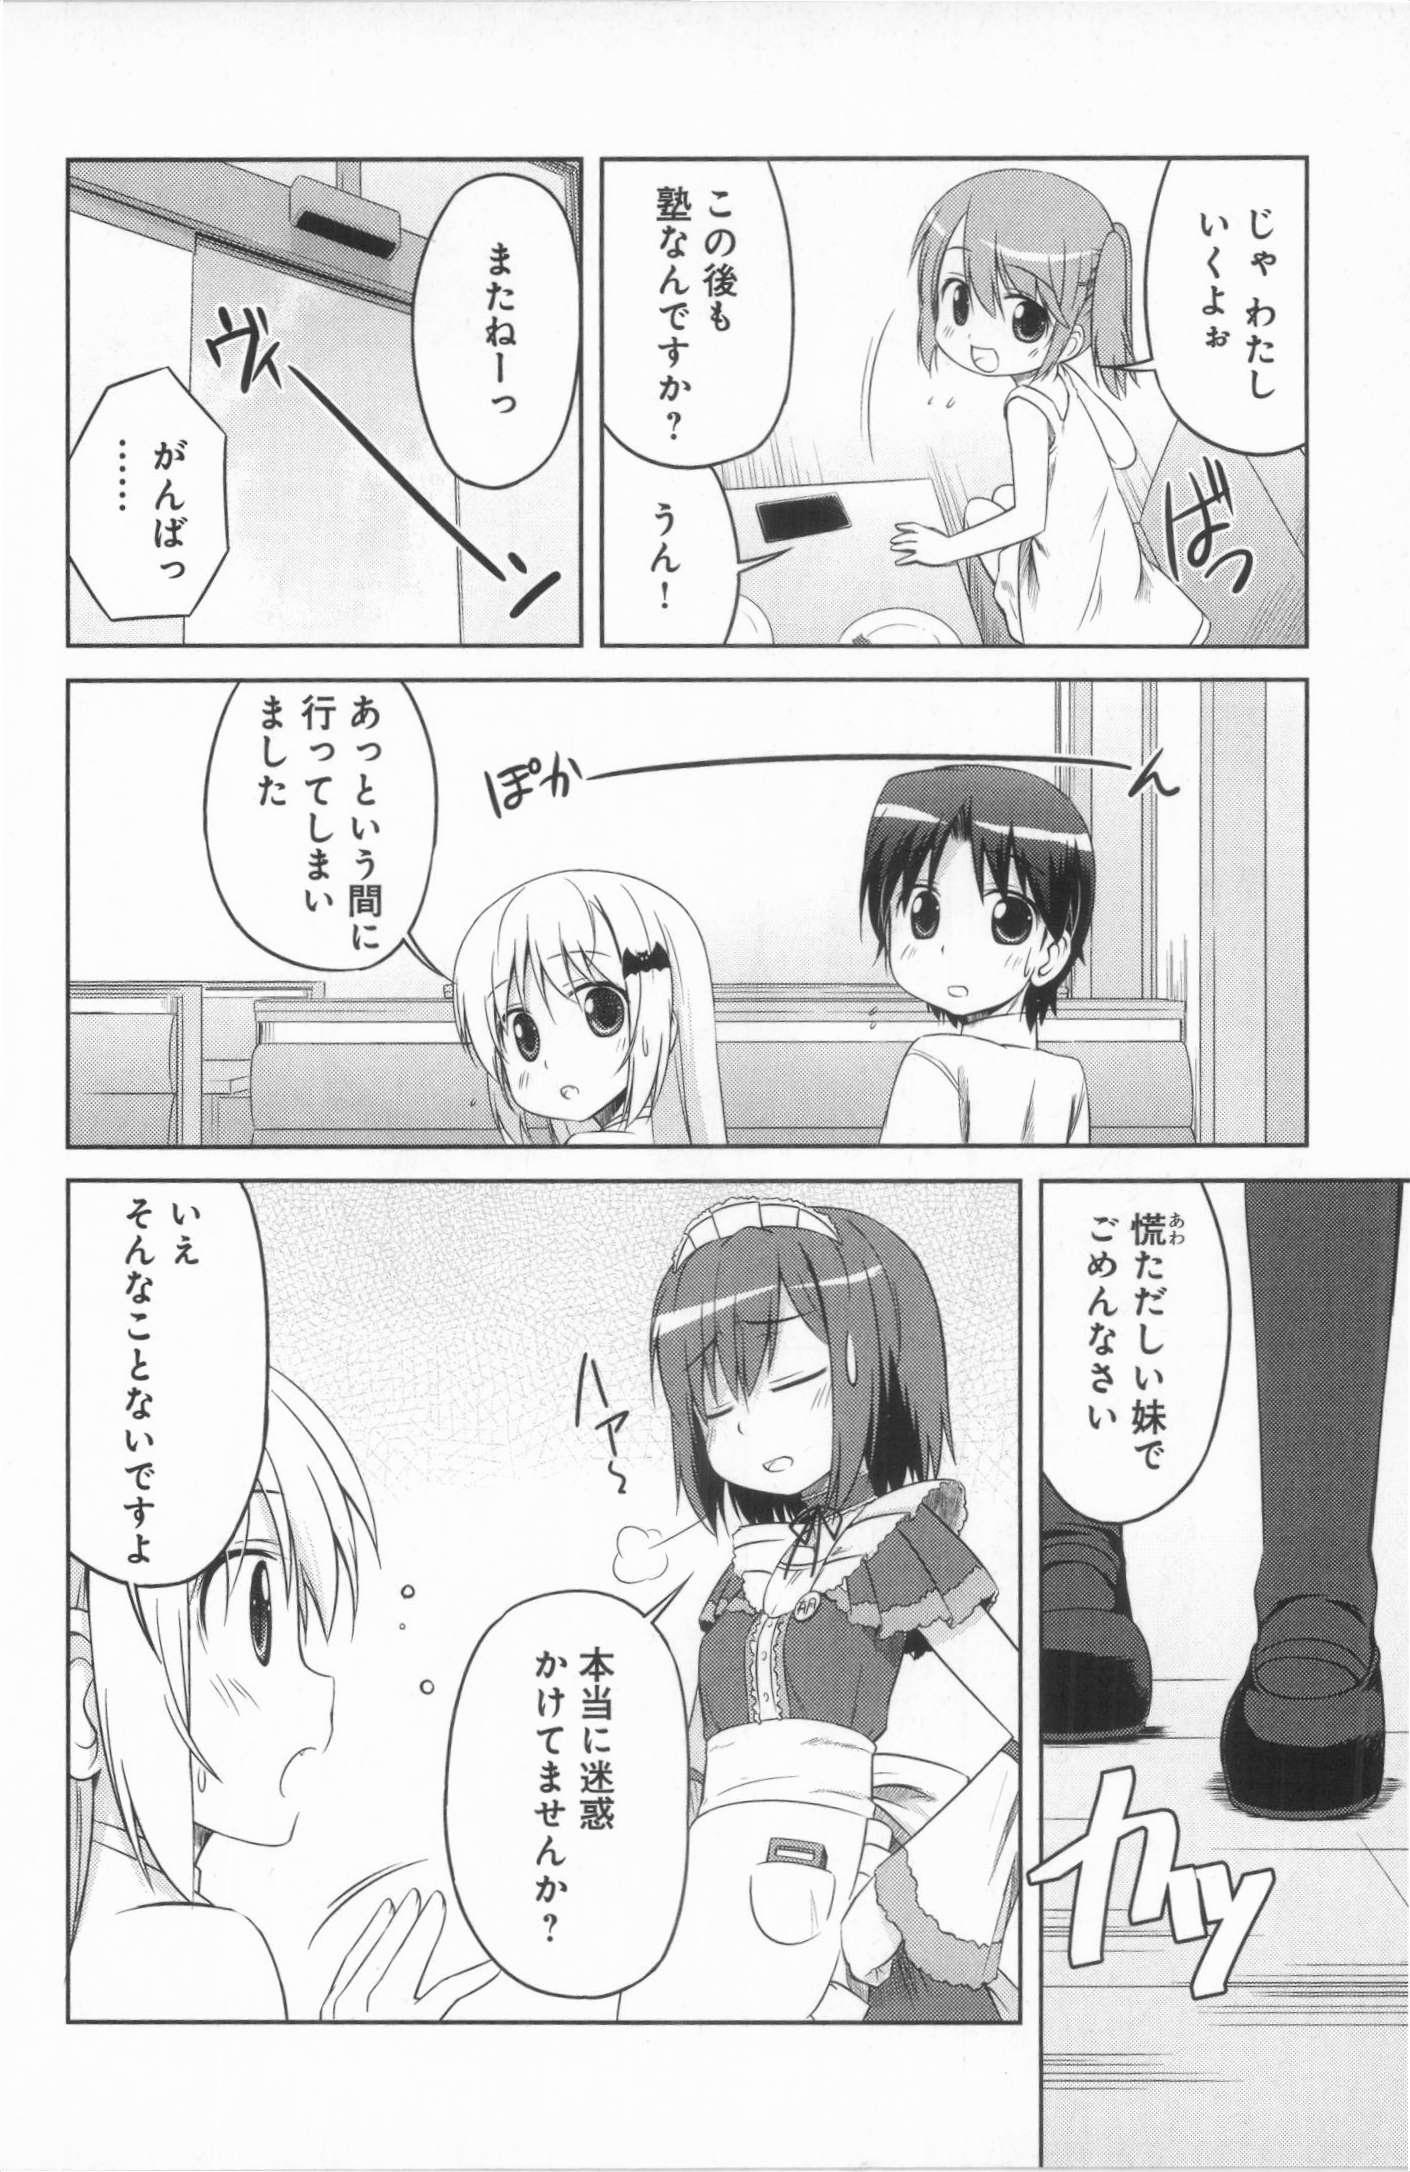 じゃ わたし
いくよぉ
ばっ
この後も
塾なんですか？
うん！
またねーっ
ヴィーン
がんばっ
……
ぽかーん
あっという間に
行ってしまい
ました
慌ただしい妹で
あわ
ごめんなさい
カッ
ハァ〜
本当に迷惑
かけてませんか？
いえ
そんなことないですよ